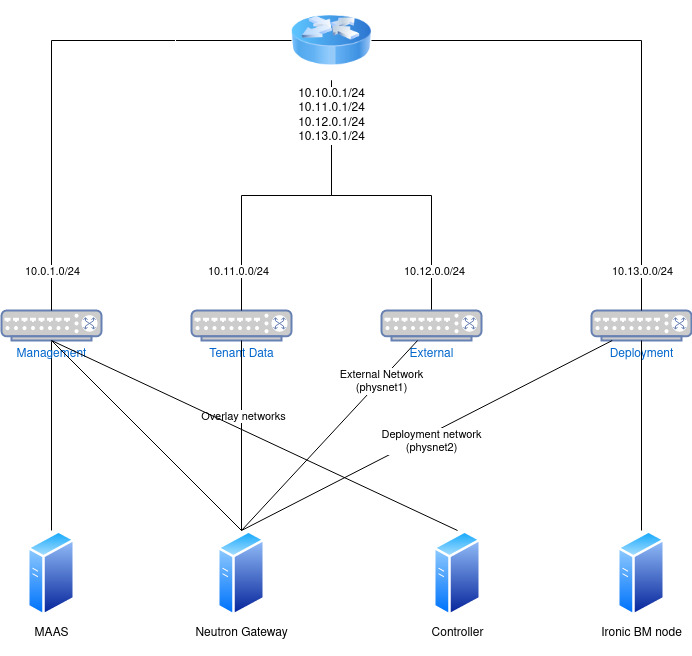 10.10.0.1/24
10.11.0.1/24
10.12.0.1/24
10.13.0.1/24
10.0.1.0/24
10.11.0.0/24
10.12.0.0/24
10.13.0.0/24
Management
Tenant Data
External
Deployment
External Network
(physnet1)
Overlay networks
Deployment network
(physnet2)
MAAS
Neutron Gateway
Controller
Ironic BM node